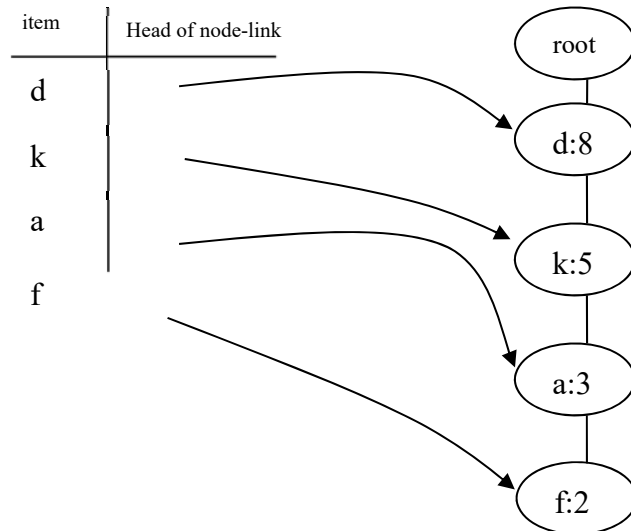 item
Head of node-link
root
d
d:8
k
a
k:5
f
a:3
f:2